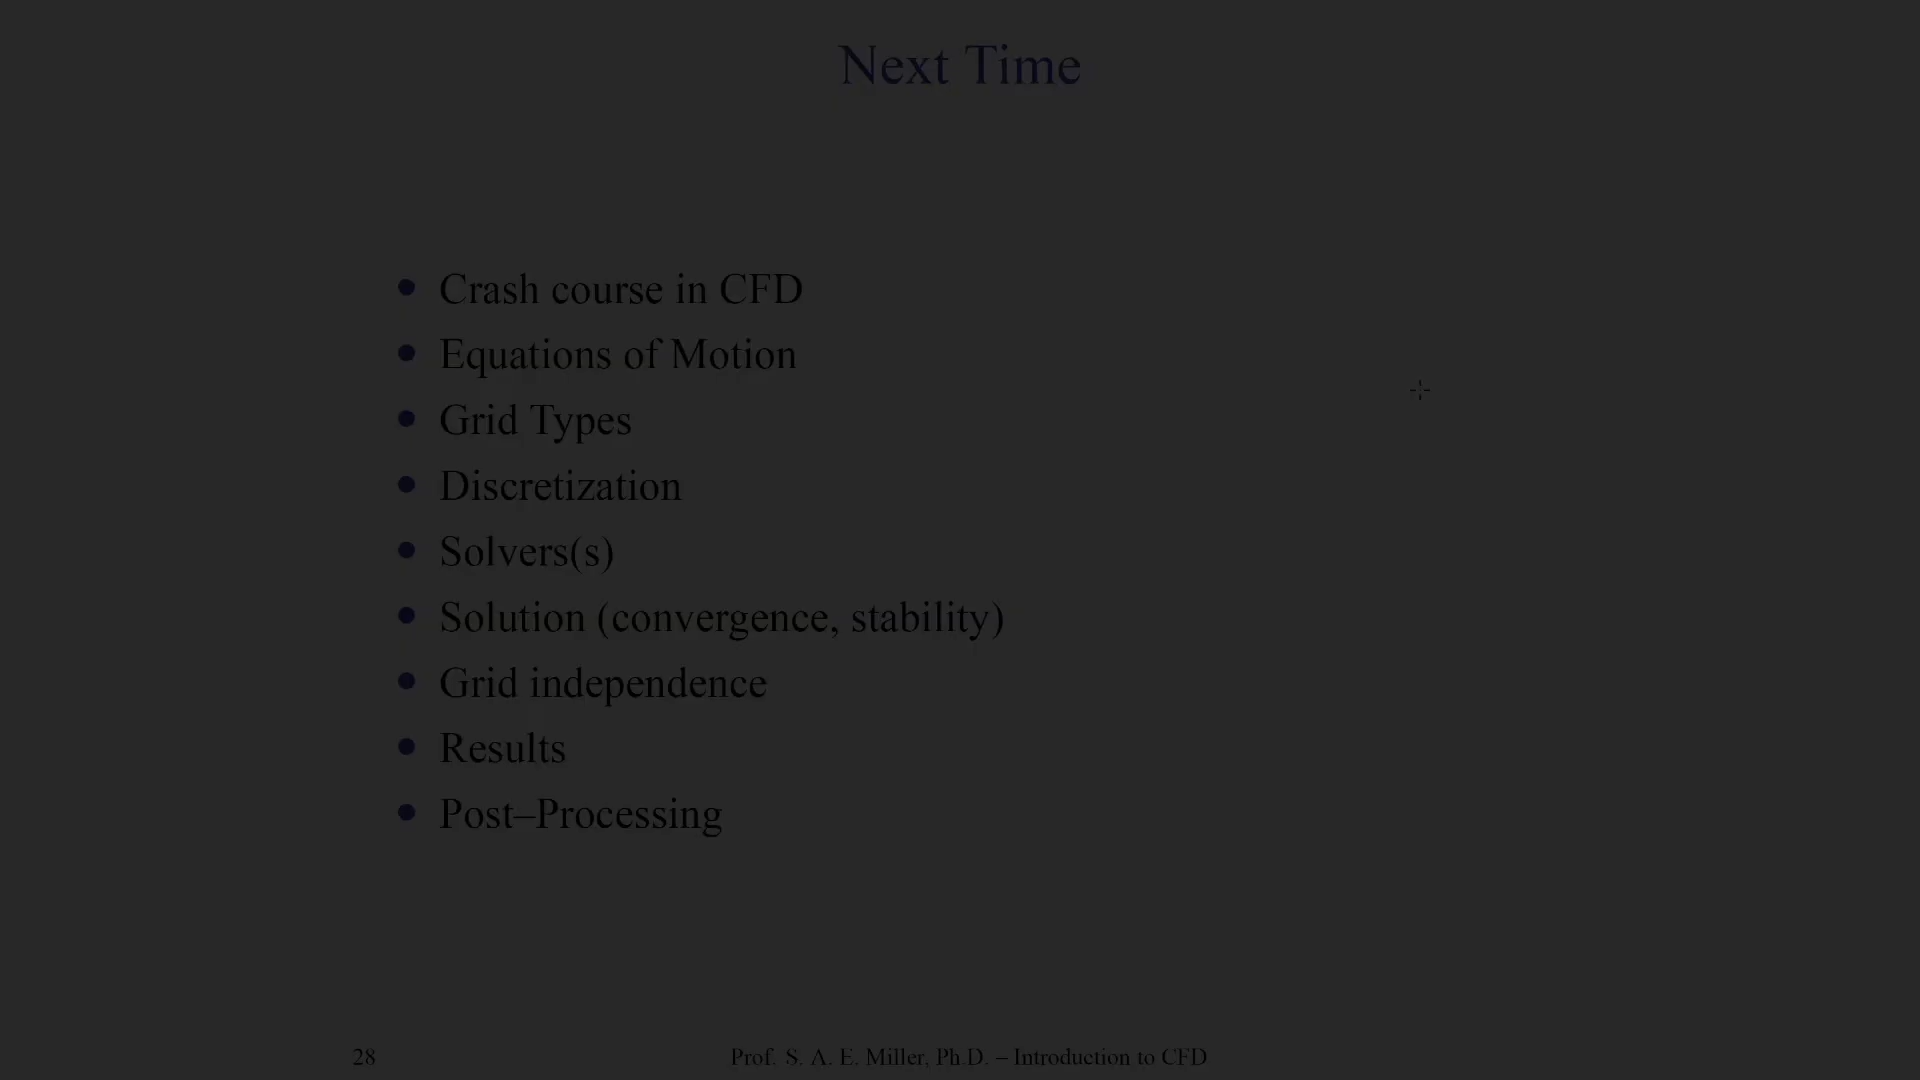 Next Time
• Crash course in CFD
• Equations of Motion
• Grid Types
• Discretization
• Solvers(s)
• Solution (convergence, stability)
• Grid independence
• Results
• Post–Processing
28
Prof. S. A. E. Miller, Ph.D. – Introduction to CFD